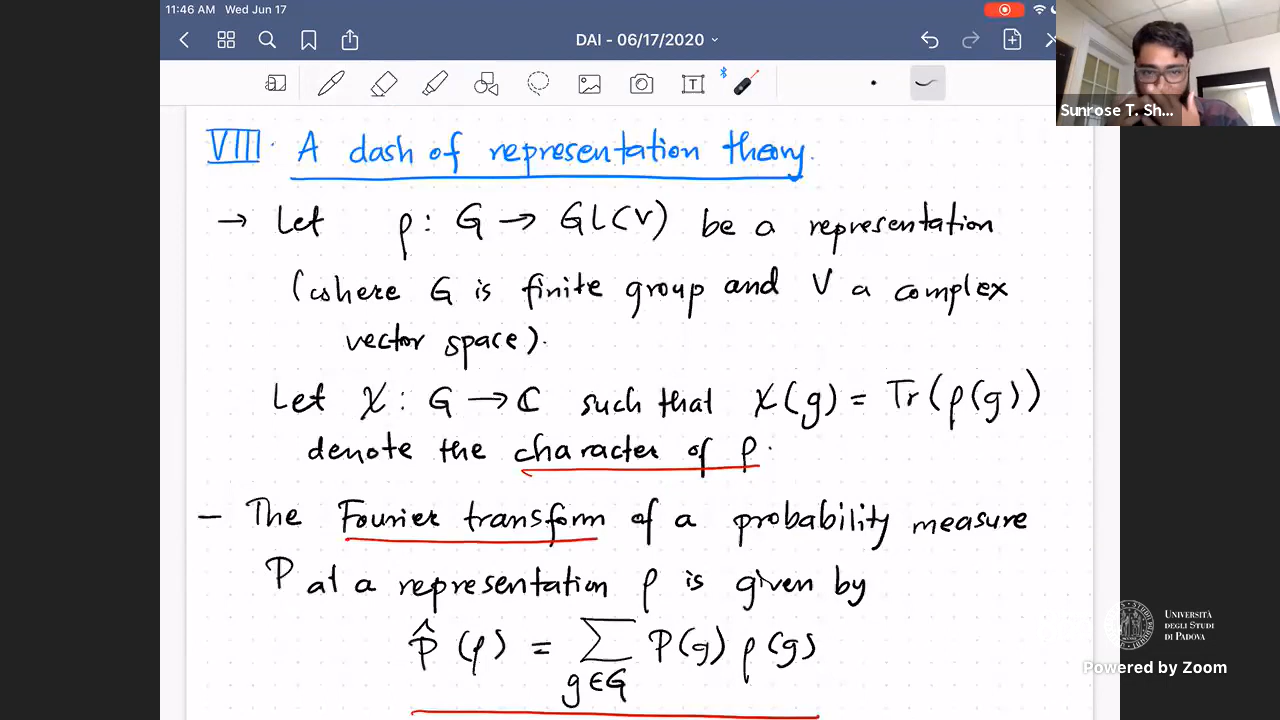 11:46 AM Wed Jun 17
DAI - 06/17/2020
T
Sunrose T. Sh...
VIII. A dash of representation theory.
→ Let ρ: G → GL(V) be a representation
(where G is finite group and V a complex
vector space).
Let χ: G → ℂ such that χ(g) = Tr(ρ(g))
denote the character of ρ.
- The Fourier transform of a probability measure
P at a representation ρ is given by
P̂(ρ) = Σ P(g) ρ(g)
g∈G
UNIVERSITÀ
DEGLI STUDI
DI PADOVA
Powered by Zoom